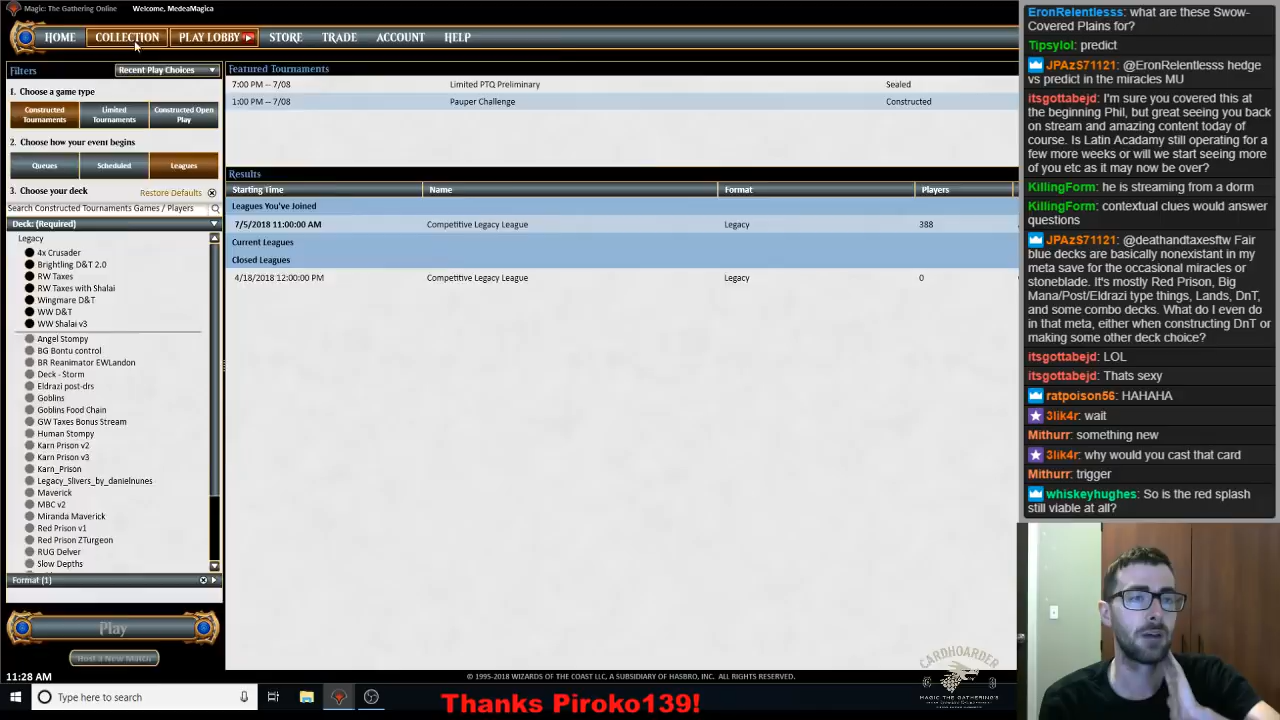 Magic: The Gathering Online
Welcome, MedeaMagica
HOME
COLLECTION
PLAY LOBBY
STORE
TRADE
ACCOUNT
HELP
Filters
Recent Play Choices
1. Choose a game type
Constructed Tournaments
Limited Tournaments
Constructed Open Play
2. Choose how your event begins
Queues
Scheduled
Leagues
3. Choose your deck
Restore Defaults
Search Constructed Tournaments Games / Players
Deck: (Required)
Legacy
4x Crusader
Brightling D&T 2.0
RW Taxes
RW Taxes with Shalai
Wingmare D&T
WW D&T
WW Shalai v3
Angel Stompy
BG Bontu control
BR Reanimator EWLandon
Deck - Storm
Eldrazi post-drs
Goblins
Goblins Food Chain
GW Taxes Bonus Stream
Human Stompy
Karn Prison v2
Karn Prison v3
Karn_Prison
Legacy_Slivers_by_danielnunes
Maverick
MBC v2
Miranda Maverick
Red Prison v1
Red Prison ZTurgeon
RUG Delver
Slow Depths
Format (1)
Play
Host a New Match
Featured Tournaments
7:00 PM -- 7/08 Limited PTQ Preliminary Sealed
1:00 PM -- 7/08 Pauper Challenge Constructed
Results
Starting Time Name Format Players
Leagues You've Joined
7/5/2018 11:00:00 AM Competitive Legacy League Legacy 388
Current Leagues
Closed Leagues
4/18/2018 12:00:00 PM Competitive Legacy League Legacy 0
EronRelentlesss: what are these Swow-
Covered Plains for?
Tipsylol: predict
JPAzS71121: @EronRelentlesss hedge
vs predict in the miracles MU
itsgottabejd: I'm sure you covered this at
the beginning Phil, but great seeing you
back on stream and amazing content today of
course. Is Latin Acadamy still operating for
a few more weeks or will we start seeing more
of you etc as it may now be over?
KillingForm: he is streaming from a dorm
KillingForm: contextual clues would answer
questions
JPAzS71121: @deathandtaxesftw Fair
blue decks are basically nonexistant in my
meta save for the occasional miracles or
stoneblade. It's mostly Red Prison, Big
Mana/Post/Eldrazi type things, Lands, DnT,
and some combo decks. What do I even do
in that meta, either when constructing DnT or
making some other deck choice?
itsgottabejd: LOL
itsgottabejd: Thats sexy
ratpoison56: HAHAHA
3lik4r: wait
Mithurr: something new
3lik4r: why would you cast that card
Mithurr: trigger
whiskeyhughes: So is the red splash
still viable at all?
11:28 AM
© 1995-2018 WIZARDS OF THE COAST LLC, A SUBSIDIARY OF HASBRO, INC. ALL RIGHTS RESERVED.
CARDHOARDER
Type here to search
Thanks Piroko139!